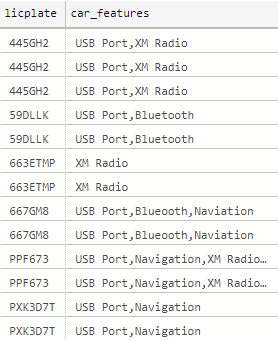 licplate car_features
445GH2 USB Port,XM Radio
445GH2 USB Port,XM Radio
445GH2 USB Port,XM Radio
59DLLK USB Port,Bluetooth
59DLLK USB Port,Bluetooth
663ETMP XM Radio
663ETMP XM Radio
667GM8 USB Port,Blueooth,Naviation
667GM8 USB Port,Blueooth,Naviation
PPF673 USB Port,Navigation,XM Radio…
PPF673 USB Port,Navigation,XM Radio…
PXK3D7T USB Port,Navigation
PXK3D7T USB Port,Navigation